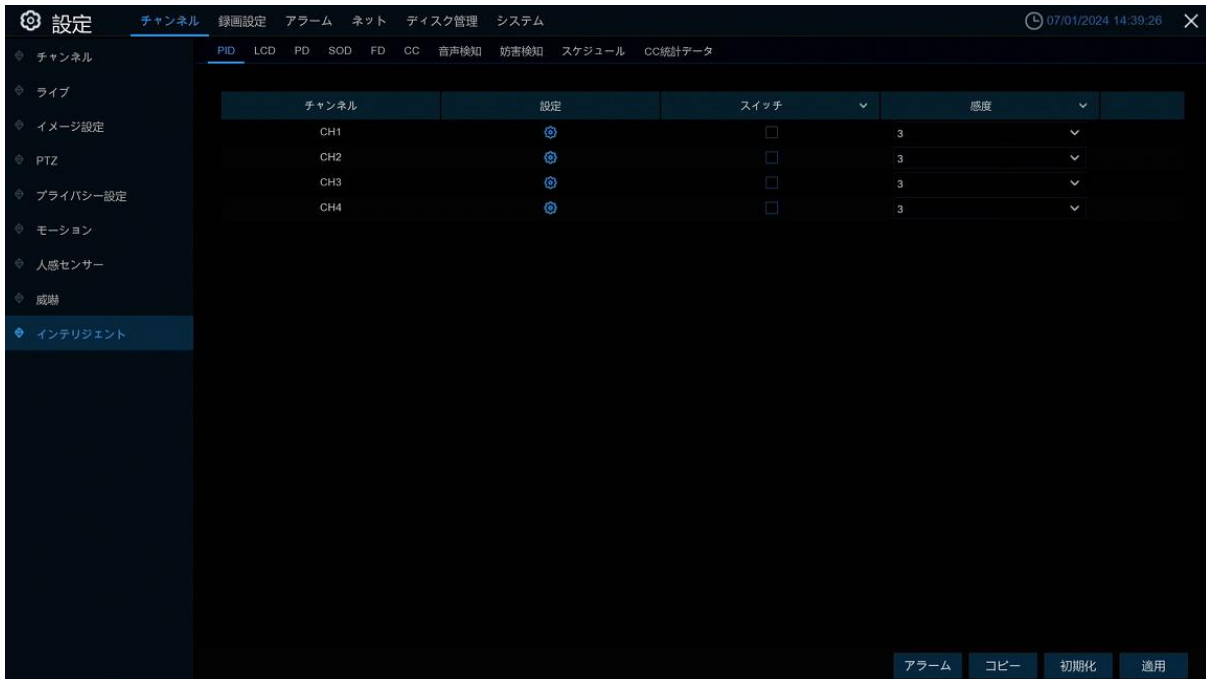 設定 チャンネル 録画設定 アラーム ネット ディスク管理 システム 07/01/2024 14:39:26
チャンネル
ライブ
イメージ設定
PTZ
プライバシー設定
モーション
人感センサー
威嚇
インテリジェント
PID LCD PD SOD FD CC 音声検知 妨害検知 スケジュール CC統計データ
チャンネル 設定 スイッチ 感度
CH1 3
CH2 3
CH3 3
CH4 3
アラーム コピー 初期化 適用